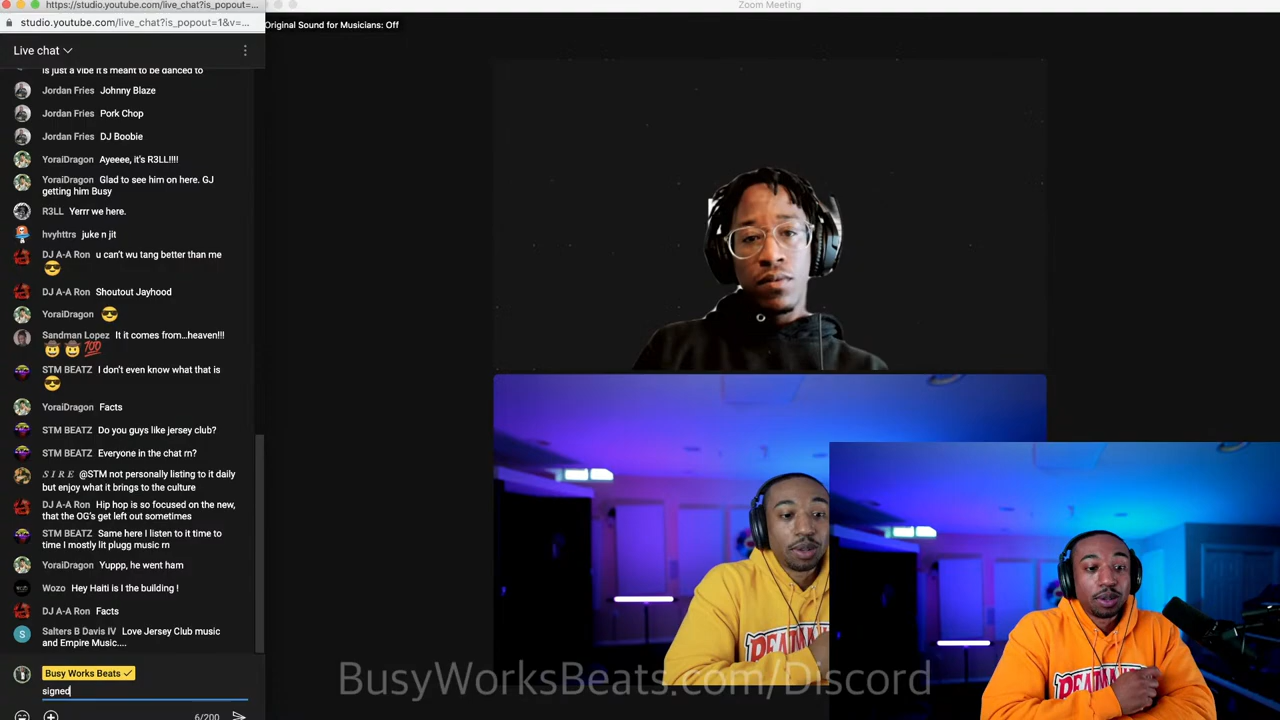 https://studio.youtube.com/live_chat?is_popout=...
studio.youtube.com/live_chat?is_popout=1&v=...
Zoom Meeting
Original Sound for Musicians: Off
Live chat
is just a vibe it's meant to be danced to
Jordan Fries Johnny Blaze
Jordan Fries Pork Chop
Jordan Fries DJ Boobie
YoraiDragon Ayeeee, it's R3LL!!!!
YoraiDragon Glad to see him on here. GJ
getting him Busy
R3LL Yerrr we here.
hvyhttrs juke n jit
DJ A-A Ron u can't wu tang better than me
😎
DJ A-A Ron Shoutout Jayhood
YoraiDragon 😎
Sandman Lopez It it comes from...heaven!!!
🤠 🤠 💯
STM BEATZ I don't even know what that is
😎
YoraiDragon Facts
STM BEATZ Do you guys like jersey club?
STM BEATZ Everyone in the chat rn?
S I R E @STM not personally listing to it daily
but enjoy what it brings to the culture
DJ A-A Ron Hip hop is so focused on the new,
that the OG's get left out sometimes
STM BEATZ Same here I listen to it time to
time I mostly lit plugg music rn
YoraiDragon Yuppp, he went ham
Wozo Hey Haiti is I the building !
DJ A-A Ron Facts
S
Salters B Davis IV Love Jersey Club music
and Empire Music....
Busy Works Beats
signed
6/200
BusyWorksBeats.com/Discord